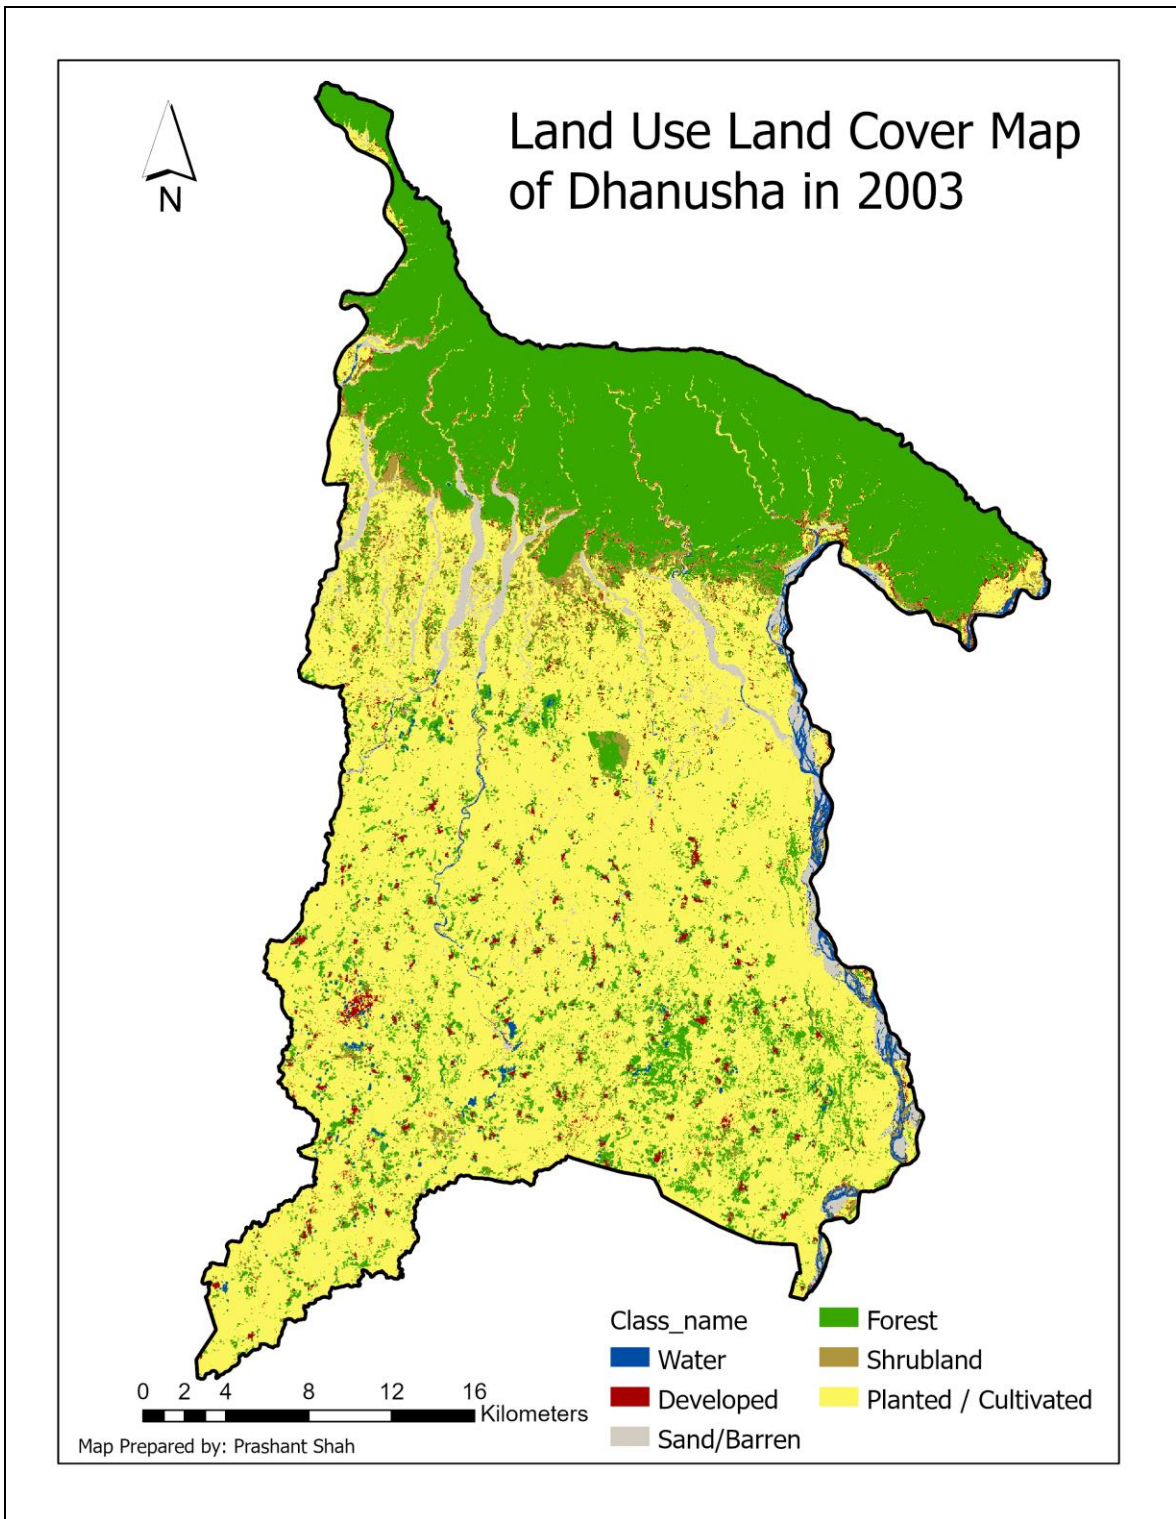 Land Use Land Cover Map
of Dhanusha in 2003
N
Class_name
Water
Developed
Sand/Barren
Forest
Shrubland
Planted / Cultivated
0 2 4 8 12 16
Kilometers
Map Prepared by: Prashant Shah